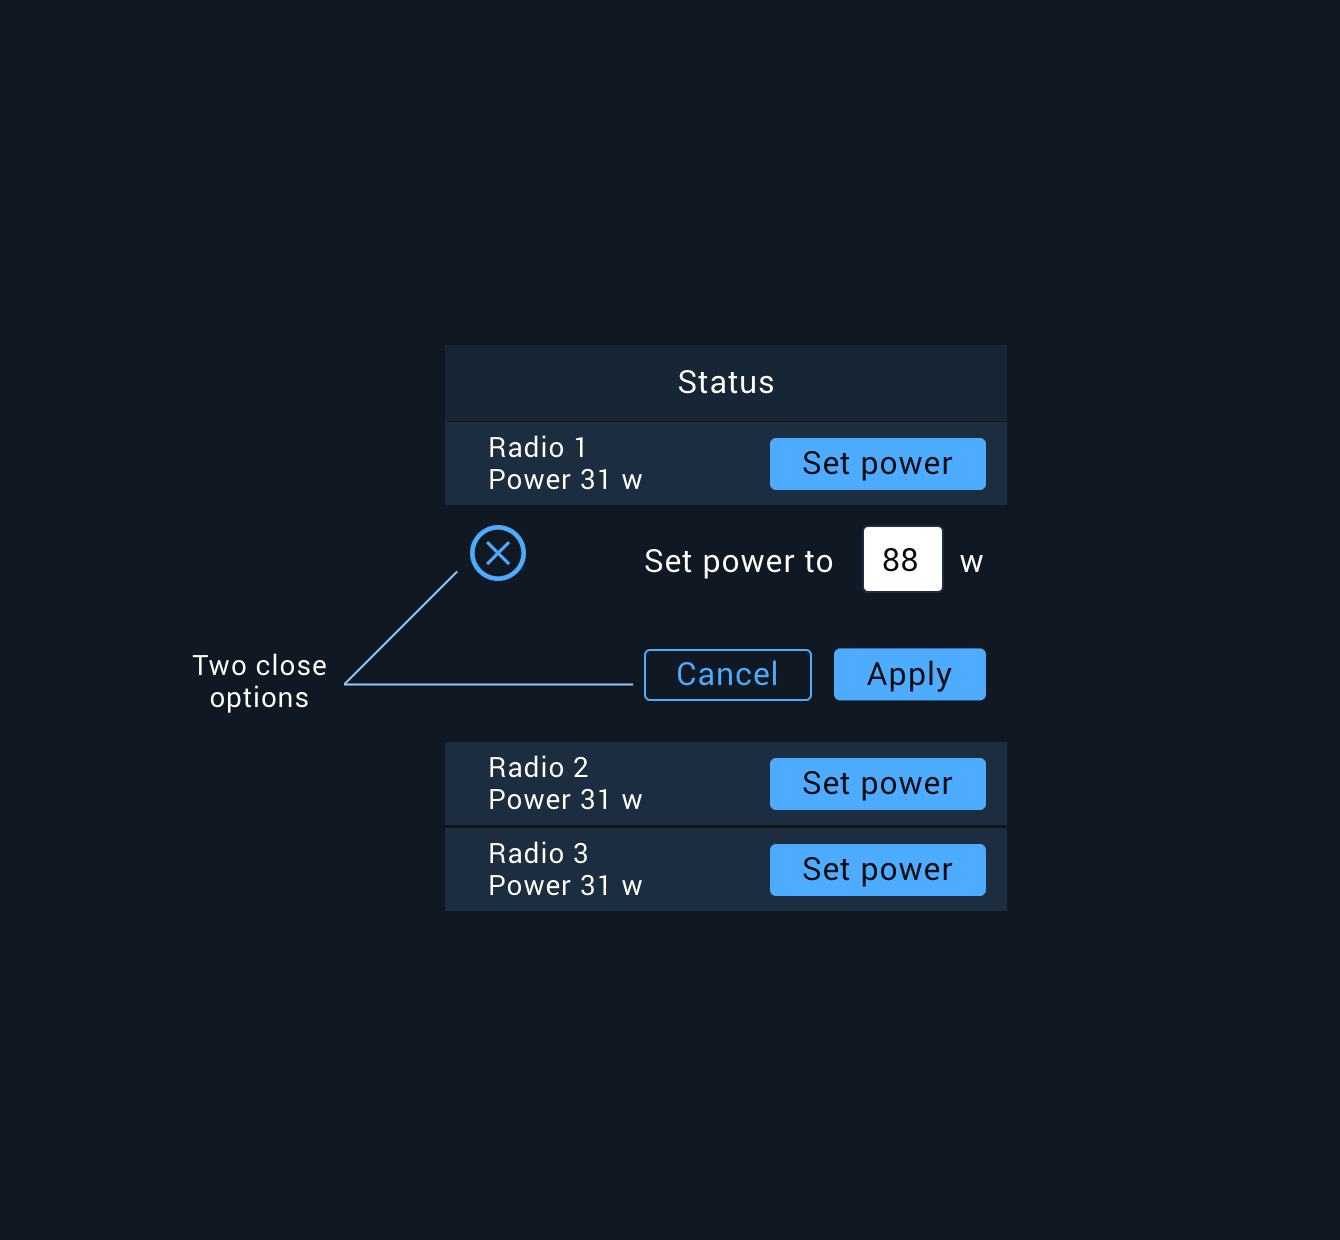 Status
Radio 1
Power 31 w
Set power
Set power to 88 w
Two close
options
Cancel
Apply
Radio 2
Power 31 w
Set power
Radio 3
Power 31 w
Set power